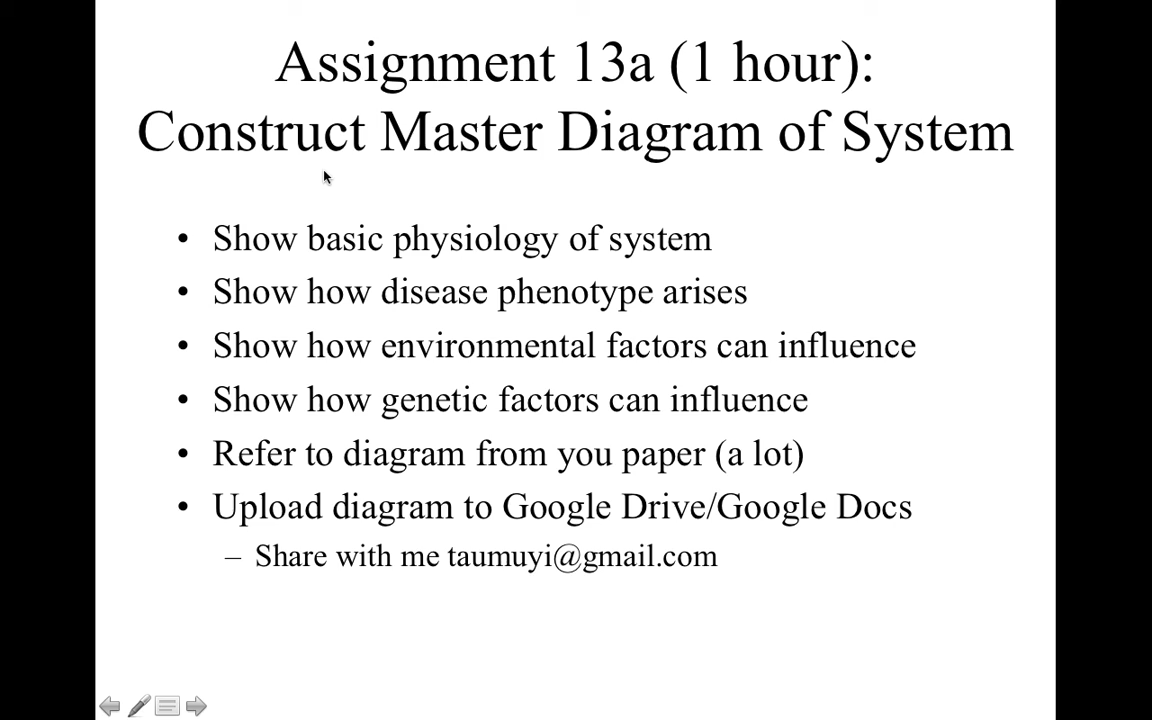 Assignment 13a (1 hour):
Construct Master Diagram of System
• Show basic physiology of system
• Show how disease phenotype arises
• Show how environmental factors can influence
• Show how genetic factors can influence
• Refer to diagram from you paper (a lot)
• Upload diagram to Google Drive/Google Docs
– Share with me taumuyi@gmail.com